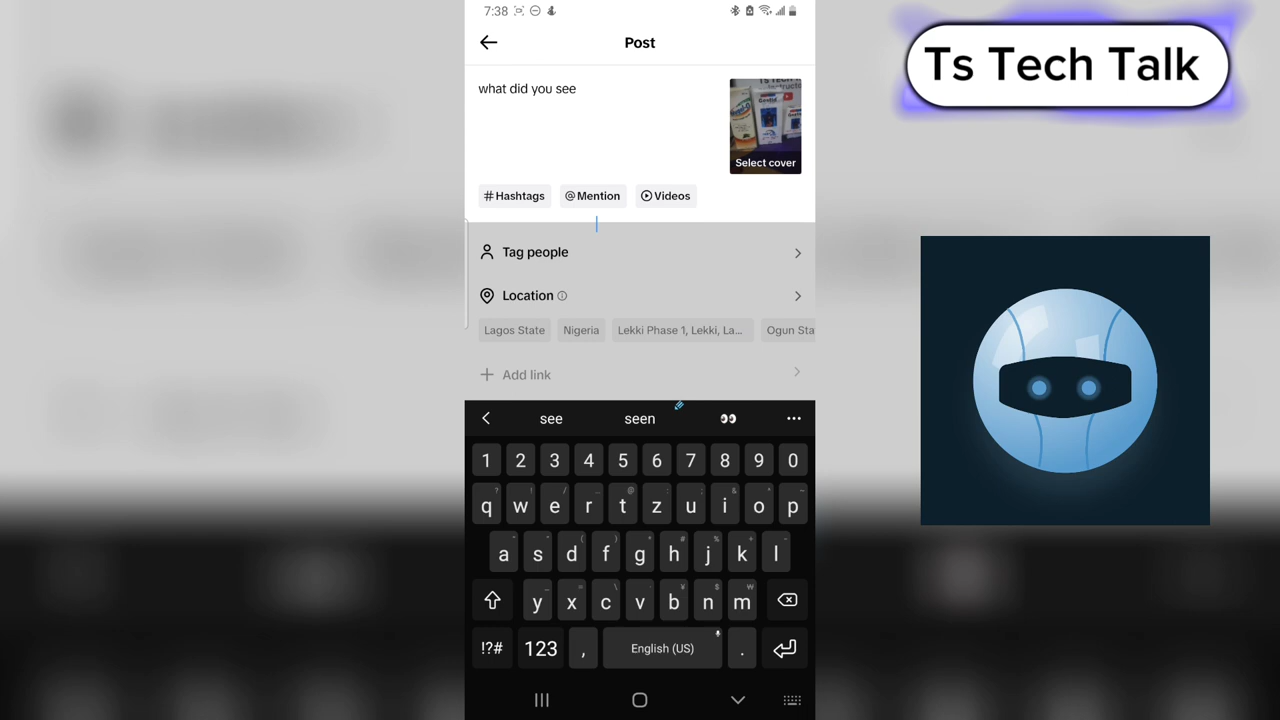 7:38
Post
Ts Tech Talk
what did you see
Select cover
# Hashtags @ Mention Videos
Tag people
Location
Lagos State Nigeria Lekki Phase 1, Lekki, La... Ogun Sta
+ Add link
see seen 👀 ...
1 2 3 4 5 6 7 8 9 0
q w e r t z u i o p
a s d f g h j k l
y x c v b n m
!?# 123 , English (US) .